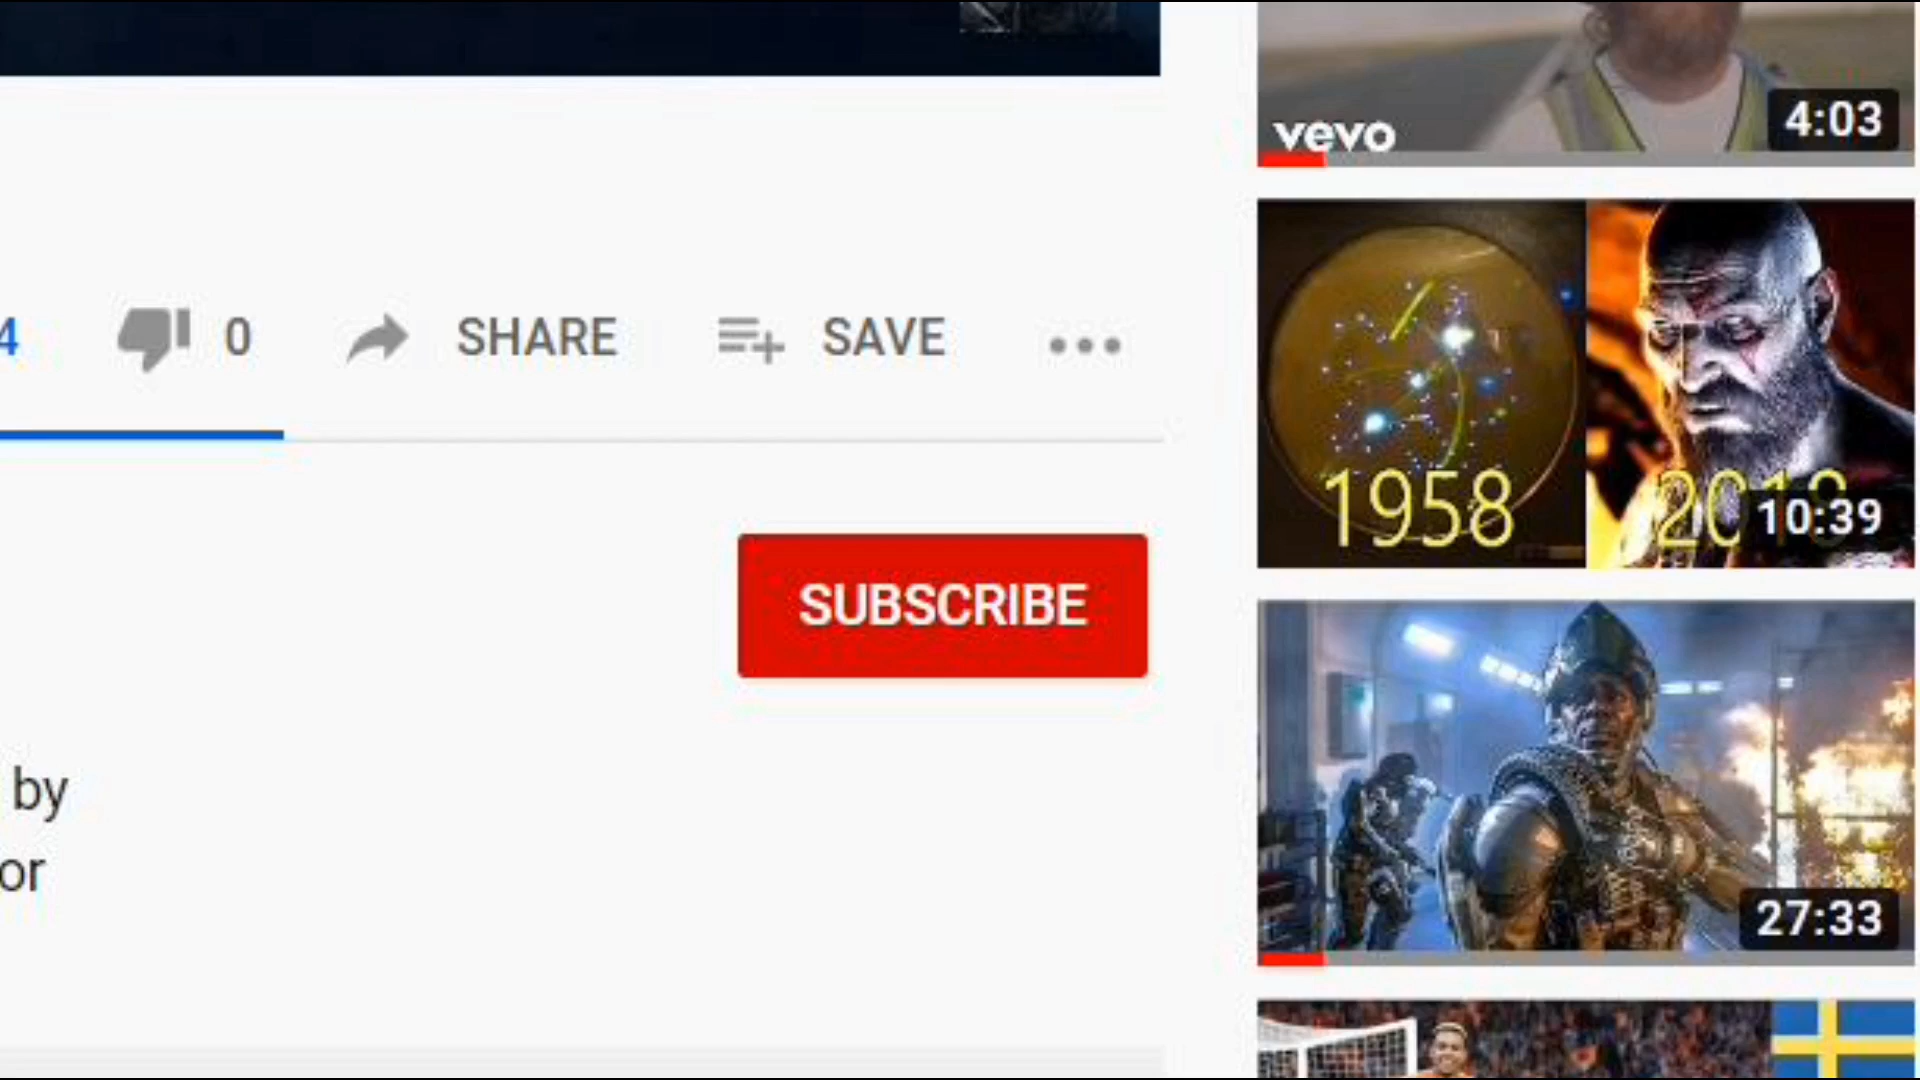 vevo
4:03
4
0
SHARE
SAVE
1958
10:39
SUBSCRIBE
by
or
27:33